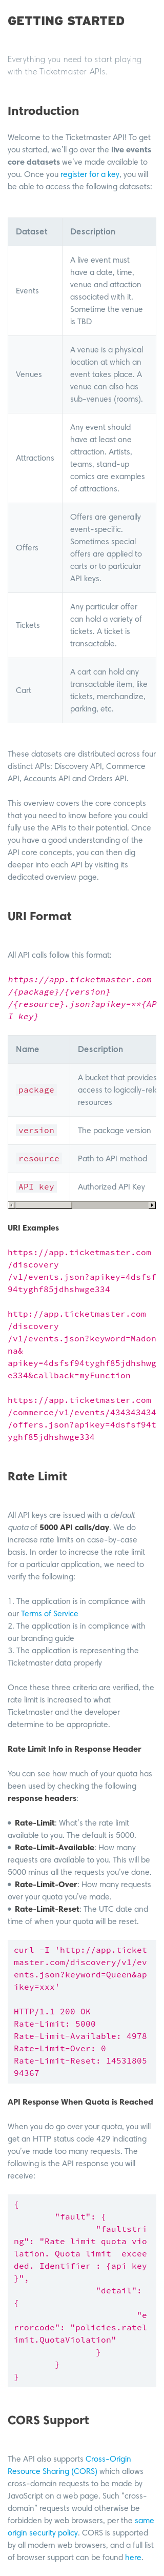 GETTING STARTED
Everything you need to start playing
with the Ticketmaster APIs.
Introduction
Welcome to the Ticketmaster API! To get
you started, we'll go over the live events
core datasets we've made available to
you. Once you register for a key, you will
be able to access the following datasets:
Dataset Description
Events
A live event must
have a date, time,
venue and attaction
associated with it.
Sometime the venue
is TBD
Venues
A venue is a physical
location at which an
event takes place. A
venue can also has
sub-venues (rooms).
Attractions
Any event should
have at least one
attraction. Artists,
teams, stand-up
comics are examples
of attractions.
Offers
Offers are generally
event-specific.
Sometimes special
offers are applied to
carts or to particular
API keys.
Tickets
Any particular offer
can hold a variety of
tickets. A ticket is
transactable.
Cart
A cart can hold any
transactable item, like
tickets, merchandize,
parking, etc.
These datasets are distributed across four
distinct APIs: Discovery API, Commerce
API, Accounts API and Orders API.
This overview covers the core concepts
that you need to know before you could
fully use the APIs to their potential. Once
you have a good understanding of the
API core concepts, you can then dig
deeper into each API by visiting its
dedicated overview page.
URI Format
All API calls follow this format:
https://app.ticketmaster.com
/{package}/{version}
/{resource}.json?apikey=**{AP
I key}
Name Description
package
A bucket that provides
access to logically-rela
resources
version The package version
resource Path to API method
API key Authorized API Key
URI Examples
https://app.ticketmaster.com
/discovery
/v1/events.json?apikey=4dsfsf
94tyghf85jdhshwge334
http://app.ticketmaster.com
/discovery
/v1/events.json?keyword=Madon
na&
apikey=4dsfsf94tyghf85jdhshwg
e334&callback=myFunction
https://app.ticketmaster.com
/commerce/v1/events/434343434
/offers.json?apikey=4dsfsf94t
yghf85jdhshwge334
Rate Limit
All API keys are issued with a default
quota of 5000 API calls/day. We do
increase rate limits on case-by-case
basis. In order to increase the rate limit
for a particular application, we need to
verify the following:
1. The application is in compliance with
our Terms of Service
2. The application is in compliance with
our branding guide
3. The application is representing the
Ticketmaster data properly
Once these three criteria are verified, the
rate limit is increased to what
Ticketmaster and the developer
determine to be appropriate.
Rate Limit Info in Response Header
You can see how much of your quota has
been used by checking the following
response headers:
Rate-Limit: What's the rate limit
available to you. The default is 5000.
Rate-Limit-Available: How many
requests are available to you. This will be
5000 minus all the requests you've done.
Rate-Limit-Over: How many requests
over your quota you've made.
Rate-Limit-Reset: The UTC date and
time of when your quota will be reset.
curl -I 'http://app.ticket
master.com/discovery/v1/ev
ents.json?keyword=Queen&ap
ikey=xxx'
HTTP/1.1 200 OK
Rate-Limit: 5000
Rate-Limit-Available: 4978
Rate-Limit-Over: 0
Rate-Limit-Reset: 14531805
94367
API Response When Quota is Reached
When you do go over your quota, you will
get an HTTP status code 429 indicating
you've made too many requests. The
following is the API response you will
receive:
{
"fault": {
"faultstri
ng": "Rate limit quota vio
lation. Quota limit excee
ded. Identifier : {api key
}",
"detail":
{
"e
rrorcode": "policies.ratel
imit.QuotaViolation"
}
}
}
CORS Support
The API also supports Cross-Origin
Resource Sharing (CORS) which allows
cross-domain requests to be made by
JavaScript on a web page. Such "cross-
domain" requests would otherwise be
forbidden by web browsers, per the same
origin security policy. CORS is supported
by all modern web browsers, and a full list
of browser support can be found here.